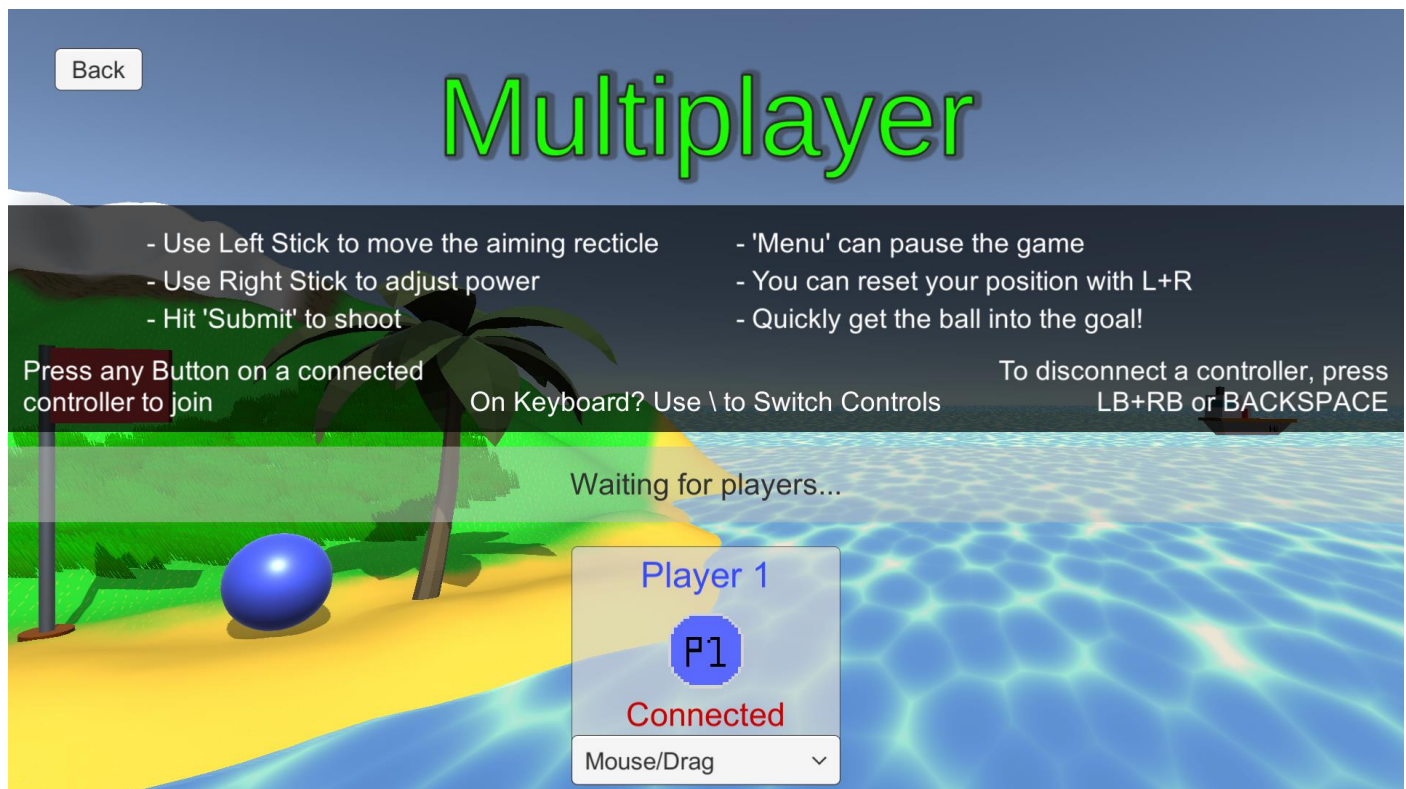 Back
Multiplayer
- Use Left Stick to move the aiming recticle
- Use Right Stick to adjust power
- Hit 'Submit' to shoot
- 'Menu' can pause the game
- You can reset your position with L+R
- Quickly get the ball into the goal!
Press any Button on a connected
controller to join
On Keyboard? Use \ to Switch Controls
To disconnect a controller, press
LB+RB or BACKSPACE
Waiting for players...
Player 1
P1
Connected
Mouse/Drag